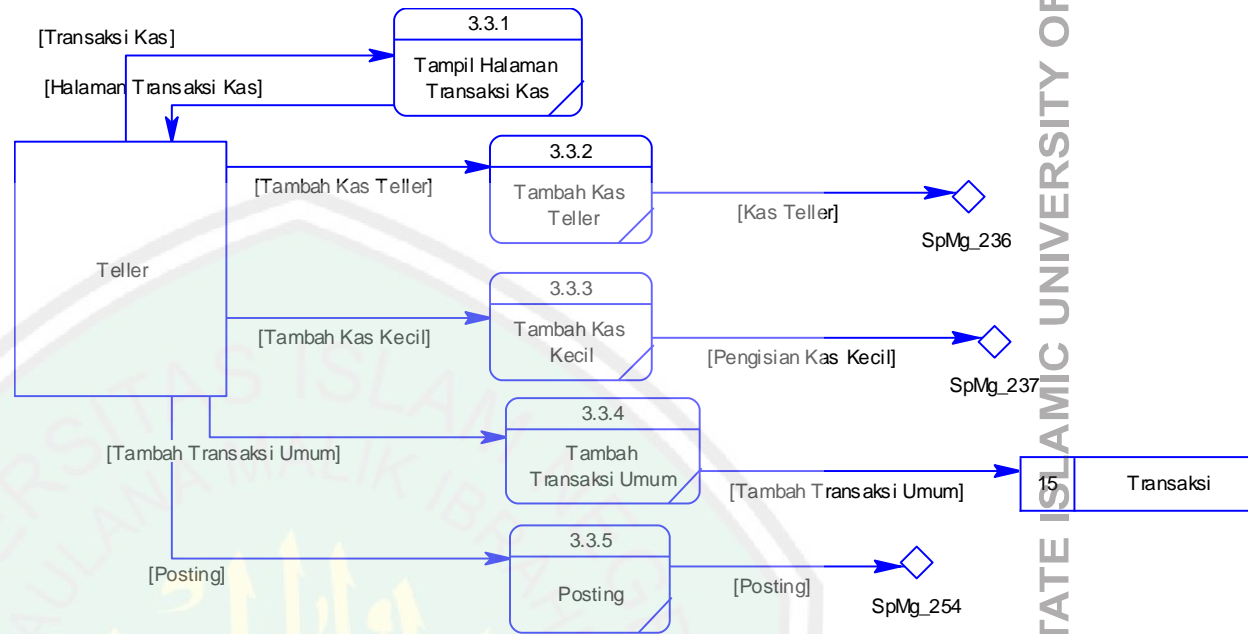 [Transaksi Kas]
3.3.1
Tampil Halaman
Transaksi Kas
[Halaman Transaksi Kas]
Teller
[Tambah Kas Teller]
3.3.2
Tambah Kas
Teller
[Kas Teller]
SpMg_236
[Tambah Kas Kecil]
3.3.3
Tambah Kas
Kecil
[Pengisian Kas Kecil]
SpMg_237
[Tambah Transaksi Umum]
3.3.4
Tambah
Transaksi Umum
[Tambah Transaksi Umum]
15
Transaksi
[Posting]
3.3.5
Posting
[Posting]
SpMg_254
ISLAMIC UNIVERSITY